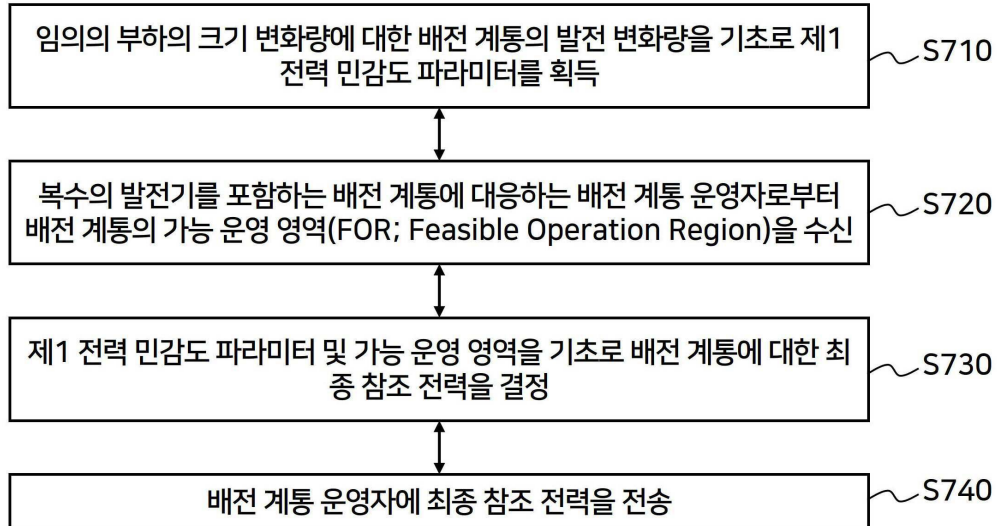 임의의 부하의 크기 변화량에 대한 배전 계통의 발전 변화량을 기초로 제1
전력 민감도 파라미터를 획득
S710
복수의 발전기를 포함하는 배전 계통에 대응하는 배전 계통 운영자로부터
배전 계통의 가능 운영 영역(FOR; Feasible Operation Region)을 수신
S720
제1 전력 민감도 파라미터 및 가능 운영 영역을 기초로 배전 계통에 대한 최
종 참조 전력을 결정
S730
배전 계통 운영자에 최종 참조 전력을 전송
S740